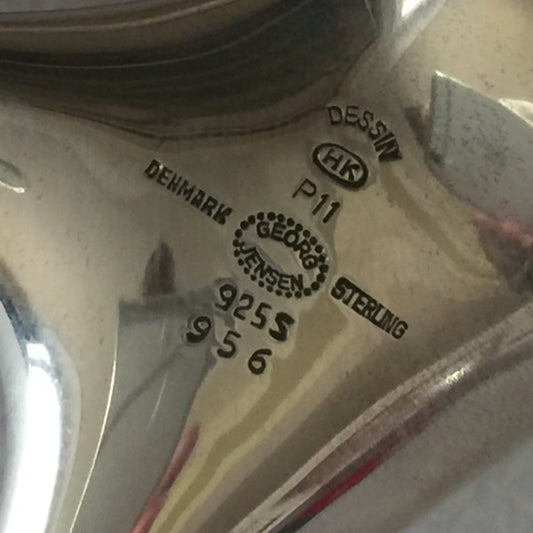 DESSIN
HK
P11
DENMARK
GEORG
JENSEN
STERLING
925S
956